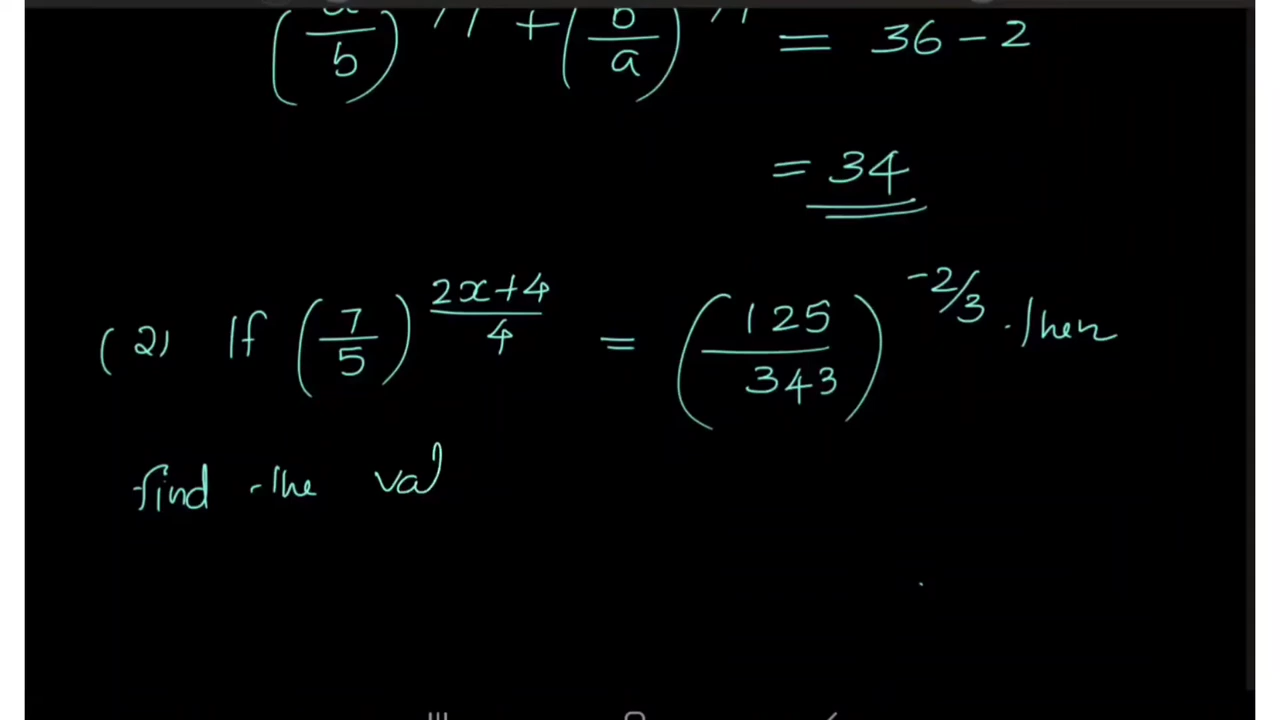 (a/b) + (b/a) = 36 - 2
= 34
(2) If (7/5)^((2x+4)/4) = (125/343)^(-2/3) . Then
find the val